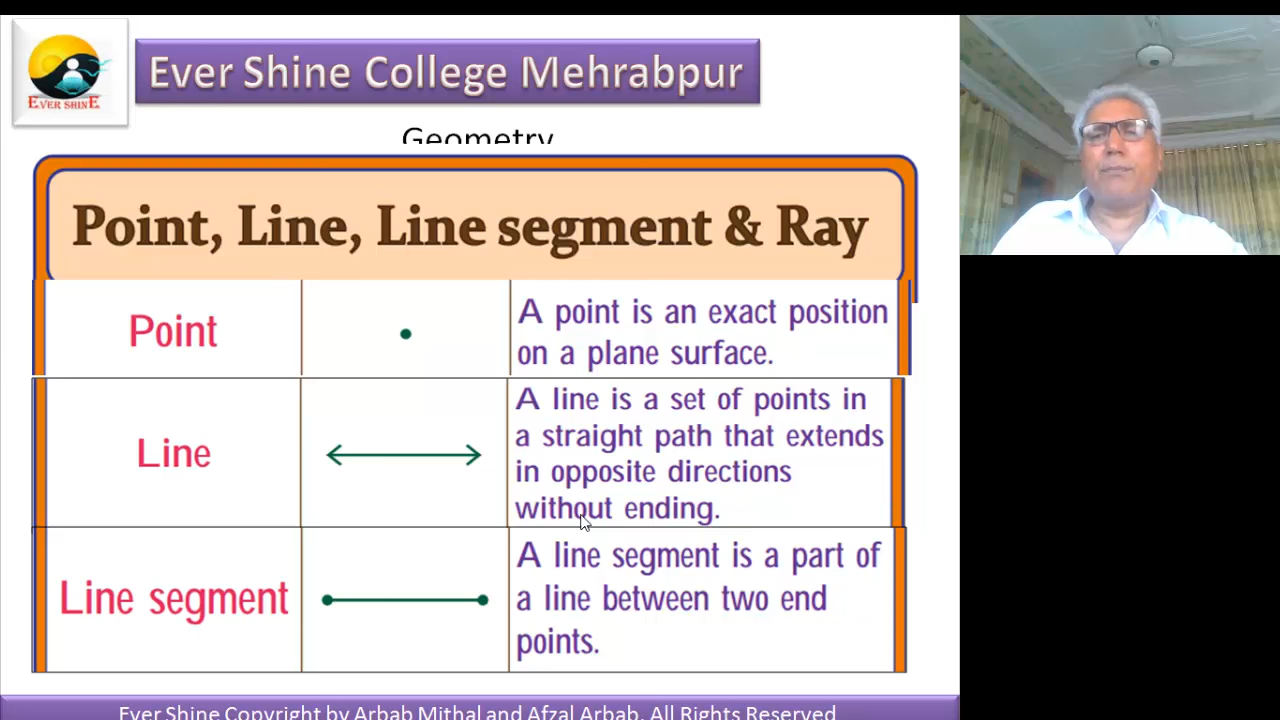 Ever Shine College Mehrabpur
EVER SHINE
Geometry
Point, Line, Line segment & Ray
Point
A point is an exact position
on a plane surface.
Line
A line is a set of points in
a straight path that extends
in opposite directions
without ending.
Line segment
A line segment is a part of
a line between two end
points.
Ever Shine Copyright by Arbab Mithal and Afzal Arbab. All Rights Reserved